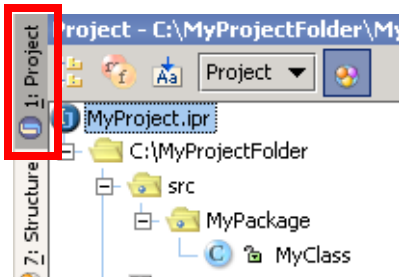 1: Project
7: Structure
Project - C:\MyProjectFolder\My
Project
MyProject.ipr
C:\MyProjectFolder
src
MyPackage
MyClass